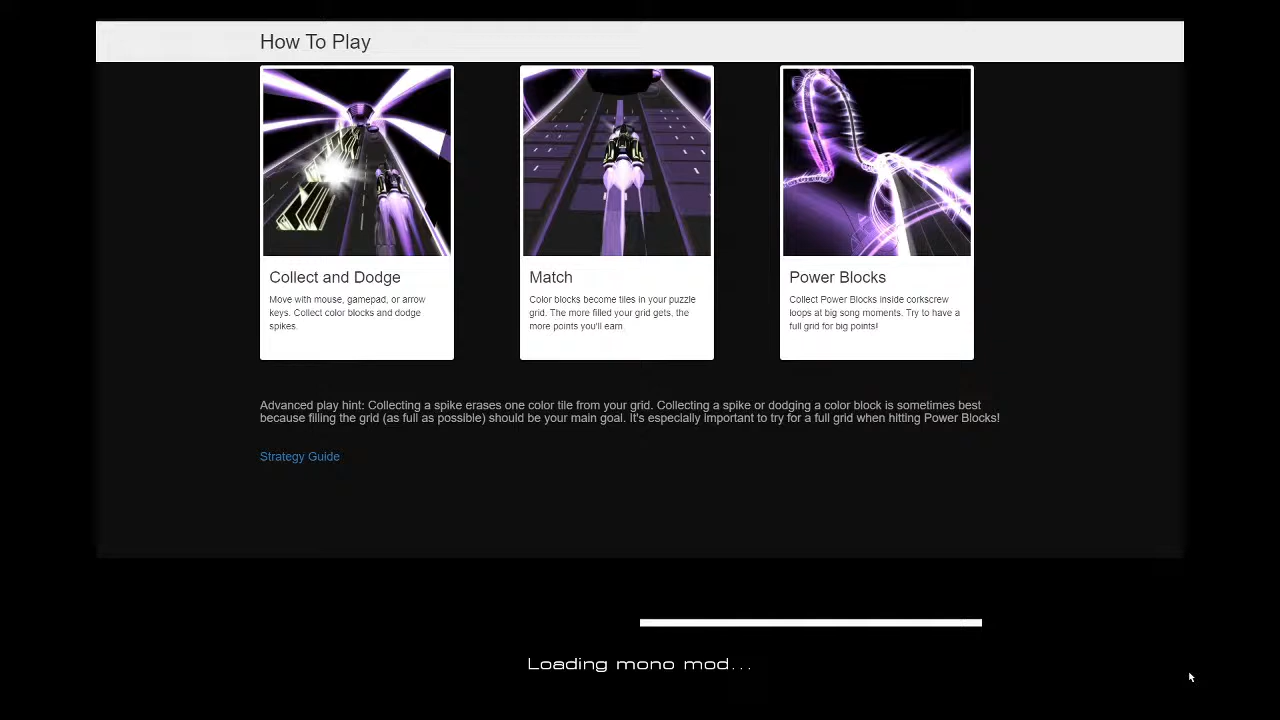 How To Play
Collect and Dodge
Move with mouse, gamepad, or arrow
keys. Collect color blocks and dodge
spikes.
Match
Color blocks become tiles in your puzzle
grid. The more filled your grid gets, the
more points you'll earn.
Power Blocks
Collect Power Blocks inside corkscrew
loops at big song moments. Try to have a
full grid for big points!
Advanced play hint: Collecting a spike erases one color tile from your grid. Collecting a spike or dodging a color block is sometimes best
because filling the grid (as full as possible) should be your main goal. It's especially important to try for a full grid when hitting Power Blocks!
Strategy Guide
Loading mono mod...